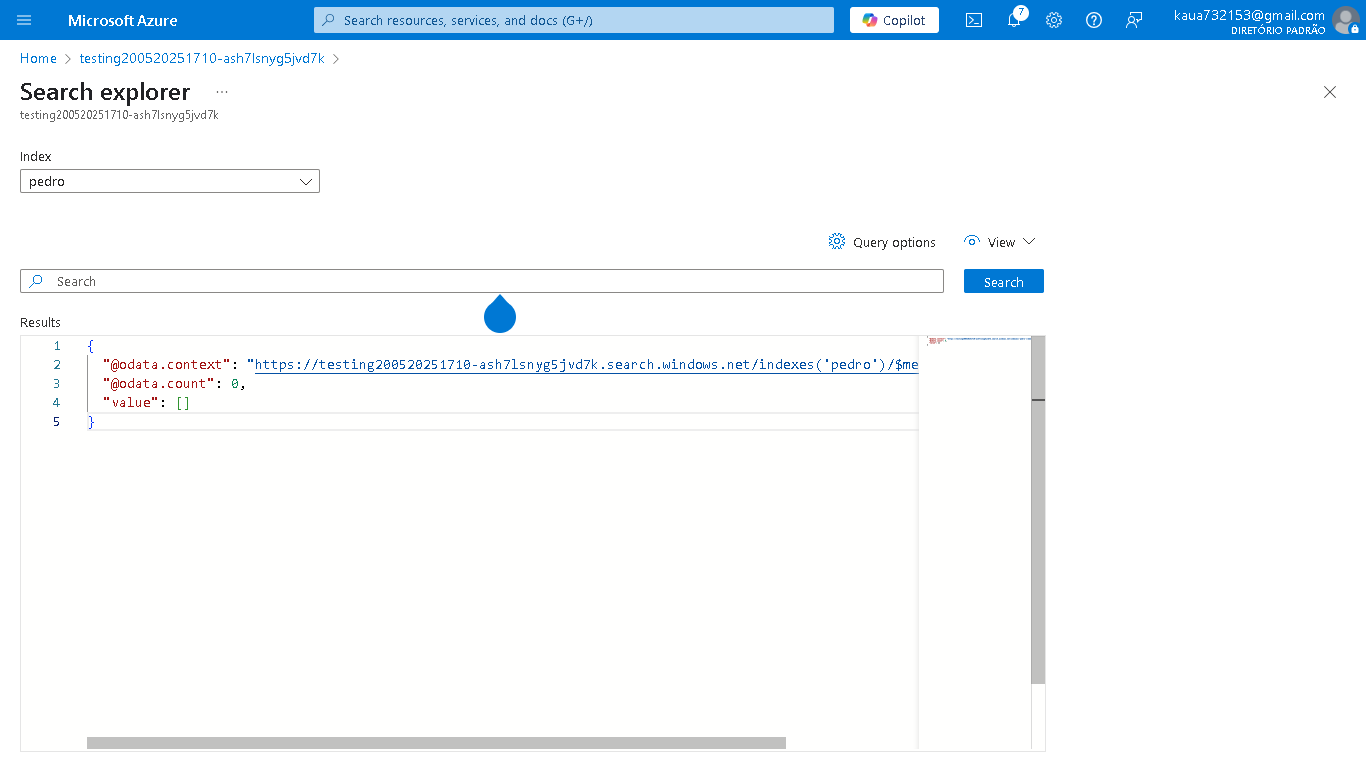 Microsoft Azure
Search resources, services, and docs (G+/)
Copilot
7
kaua732153@gmail.com
DIRETÓRIO PADRÃO
Home
testing200520251710-ash7lsnyg5jvd7k
Search explorer
...
testing200520251710-ash7lsnyg5jvd7k
Index
pedro
Query options
View
Search
Search
Results
1 {
2 "@odata.context": "https://testing200520251710-ash7lsnyg5jvd7k.search.windows.net/indexes('pedro')/$me
3 "@odata.count": 0,
4 "value": []
5 }